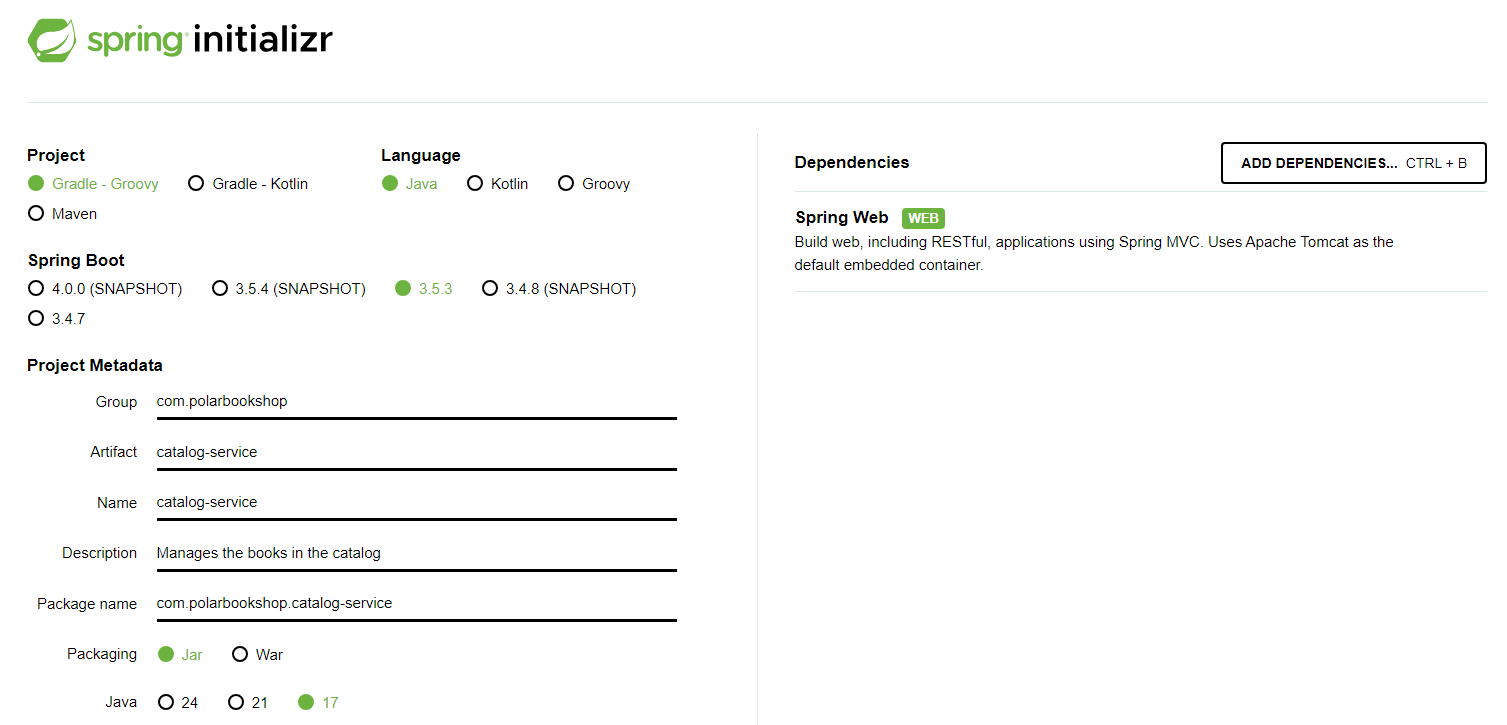 spring initializr
Project
Gradle - Groovy Gradle - Kotlin
Maven
Language
Java Kotlin Groovy
Spring Boot
4.0.0 (SNAPSHOT) 3.5.4 (SNAPSHOT) 3.5.3 3.4.8 (SNAPSHOT)
3.4.7
Project Metadata
Group com.polarbookshop
Artifact catalog-service
Name catalog-service
Description Manages the books in the catalog
Package name com.polarbookshop.catalog-service
Packaging Jar War
Java 24 21 17
Dependencies
ADD DEPENDENCIES... CTRL + B
Spring Web WEB
Build web, including RESTful, applications using Spring MVC. Uses Apache Tomcat as the
default embedded container.